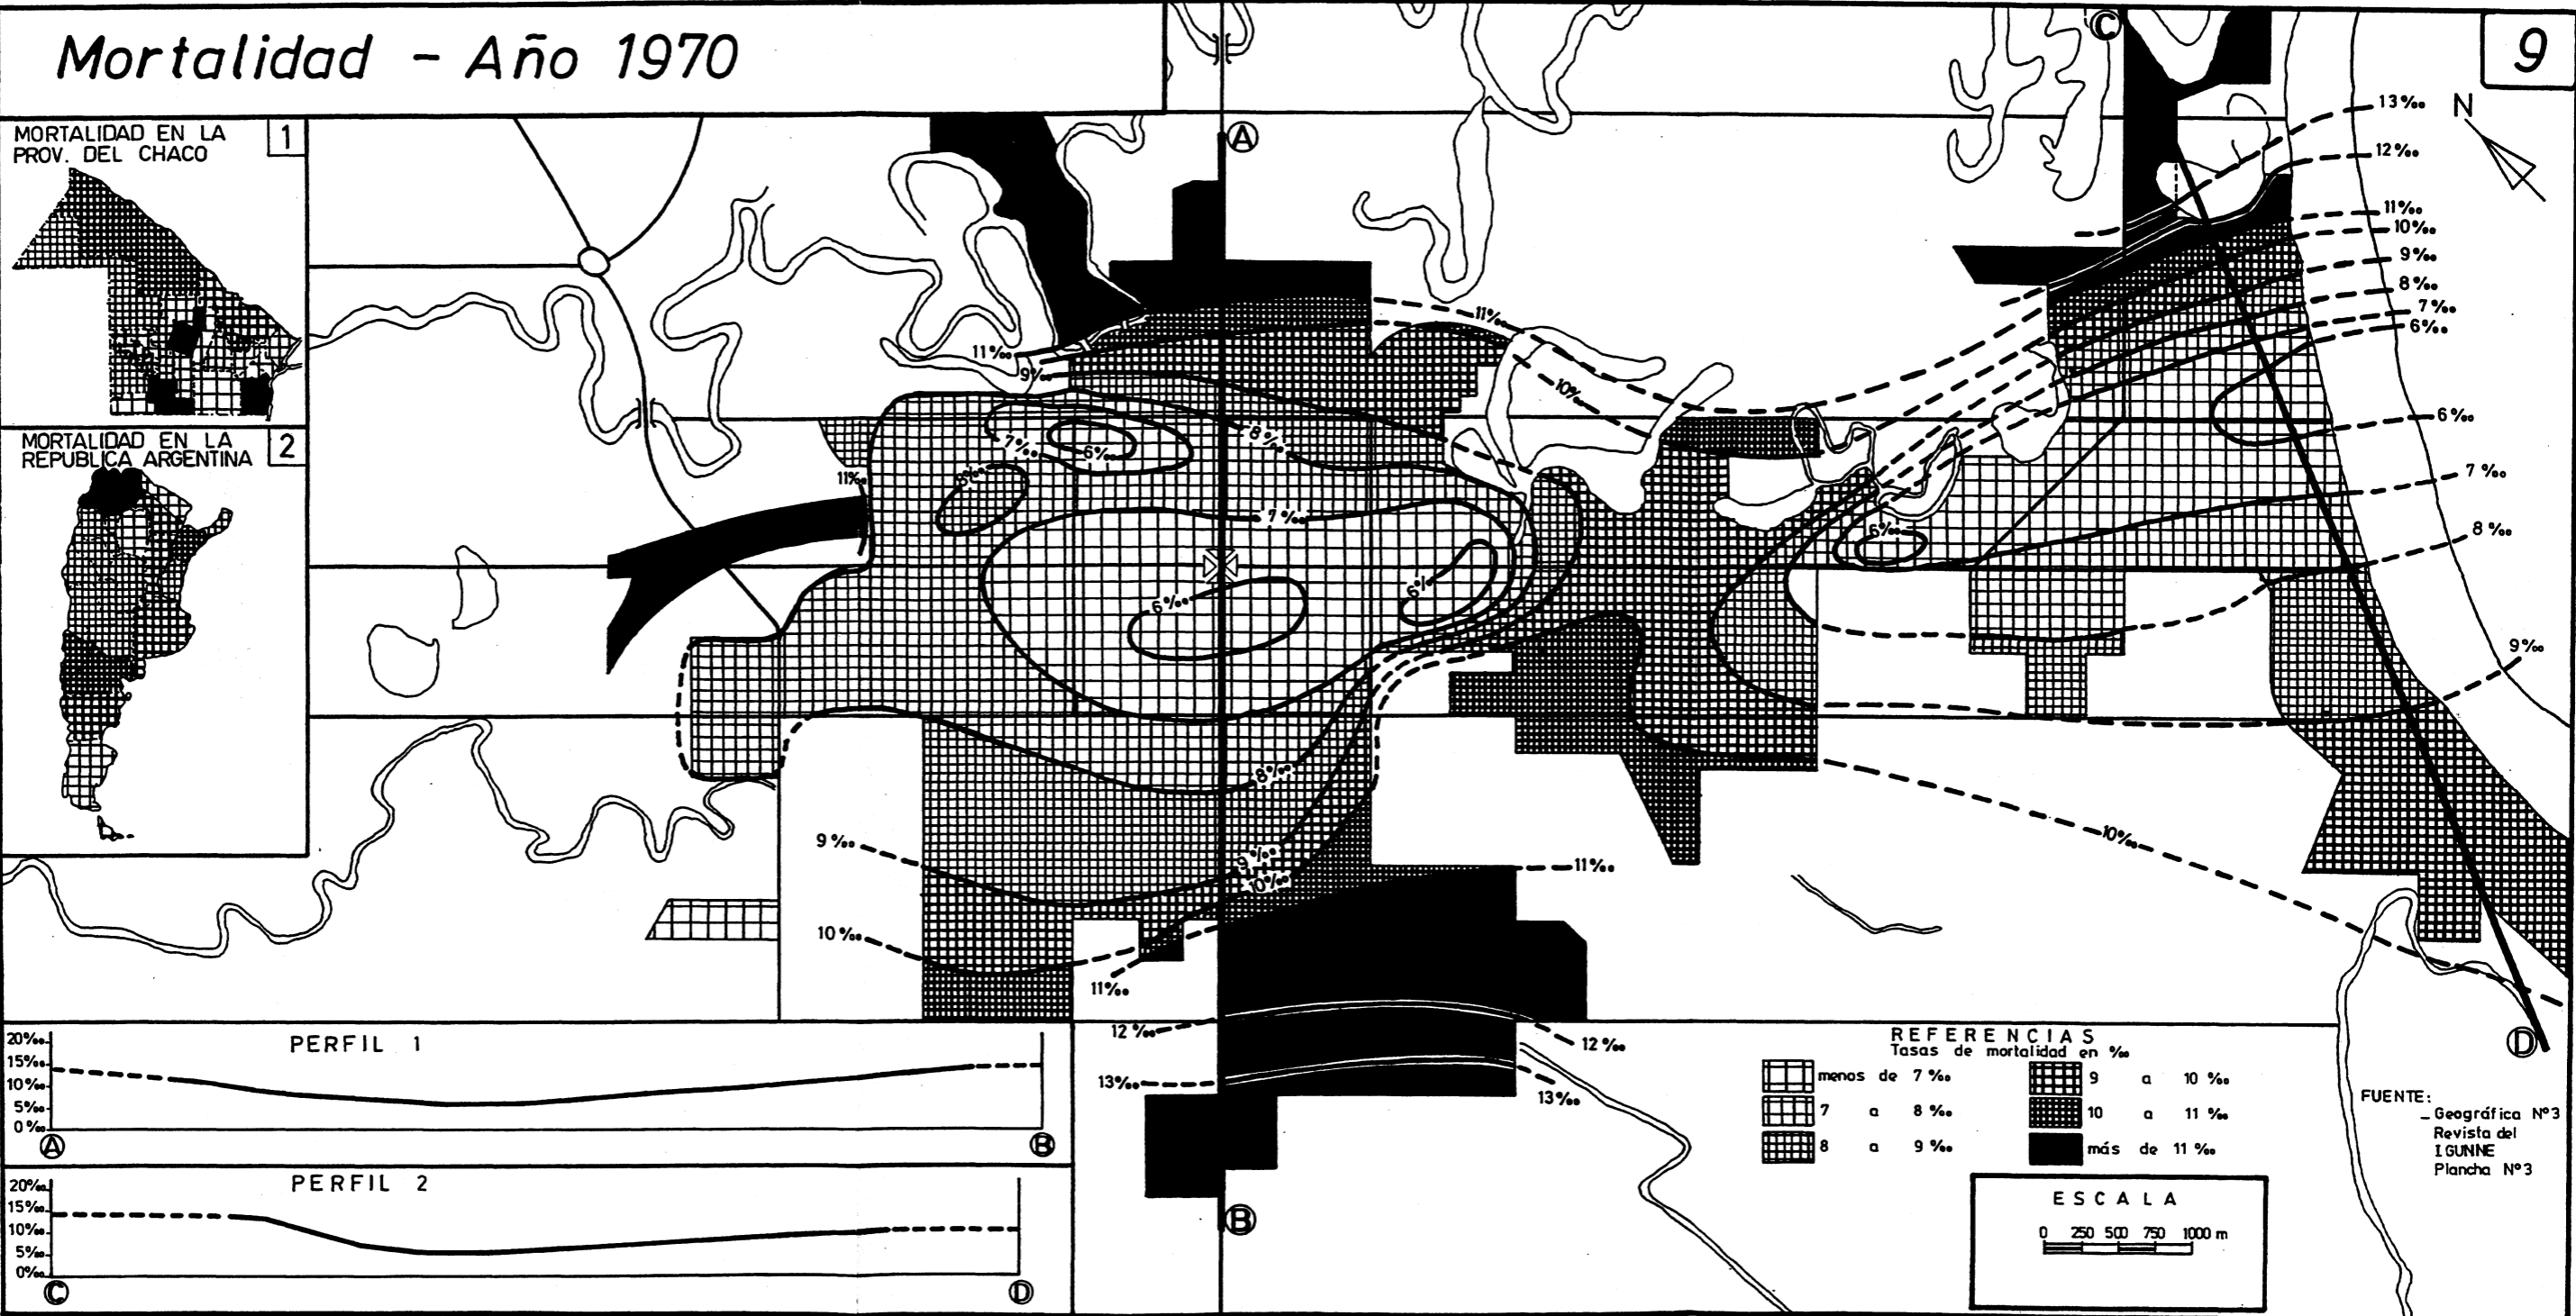 Mortalidad - Año 1970
9
MORTALIDAD EN LA
PROV. DEL CHACO
1
MORTALIDAD EN LA
REPUBLICA ARGENTINA
2
A
C
N
13‰
12‰
11‰
10‰
9‰
8‰
7‰
6‰
6‰
7‰
8‰
9‰
10‰
11‰
11‰
9‰
8‰
7‰
6‰
8‰
11‰
10‰
7‰
6‰
6‰
6‰
8‰
9‰
10‰
9‰
10‰
11‰
11‰
12‰
12‰
13‰
13‰
B
D
PERFIL 1
20‰
15‰
10‰
5‰
0‰
A
B
PERFIL 2
20‰
15‰
10‰
5‰
0‰
C
D
REFERENCIAS
Tasas de mortalidad en ‰
menos de 7‰
7 a 8‰
8 a 9‰
9 a 10‰
10 a 11‰
más de 11‰
FUENTE:
_ Geográfica Nº3
Revista del
IGUNNE
Plancha Nº3
ESCALA
0 250 500 750 1000 m